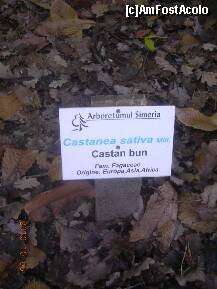 (c)[AmFostAcolo]
Arboretumul Simeria
Castanea sativa Mill.
Castan bun
Fam. Fagaceae
Origine: Europa,Asia,Africa